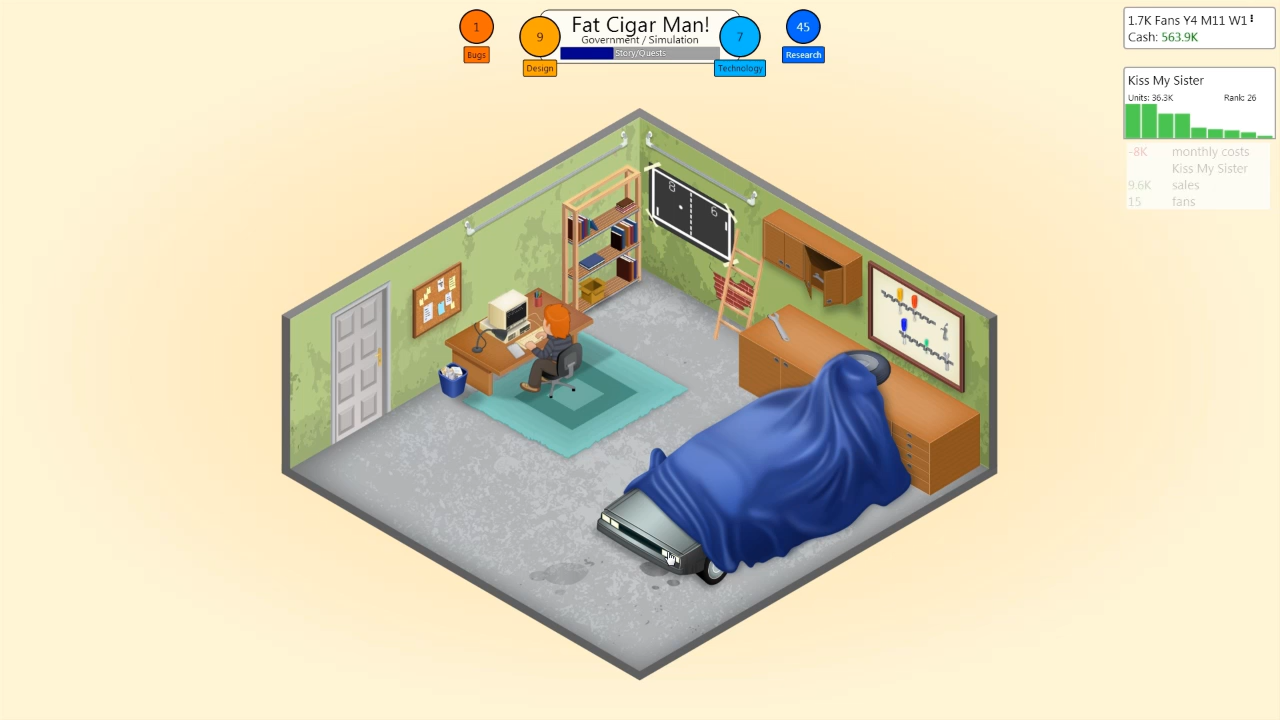 1
Bugs
9
Design
Fat Cigar Man!
Government / Simulation
Story/Quests
7
Technology
45
Research
1.7K Fans Y4 M11 W1
Cash: 563.9K
Kiss My Sister
Units: 36.3K Rank: 26
-8K monthly costs
Kiss My Sister
9.6K sales
15 fans
2 6